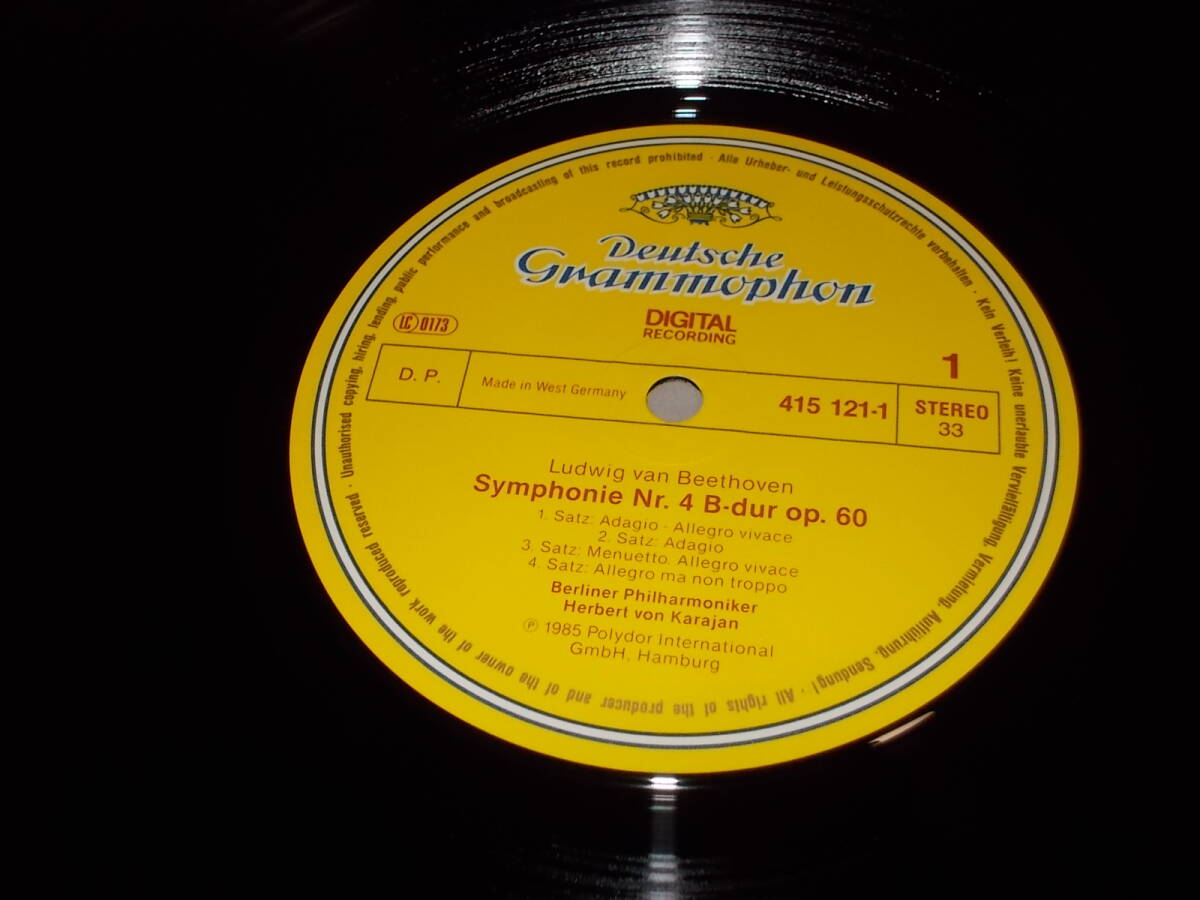 Deutsche
Grammophon
DIGITAL
RECORDING
LC 0173
1
D. P.
Made in West Germany
415 121-1
STEREO
33
Ludwig van Beethoven
Symphonie Nr. 4 B-dur op. 60
1. Satz: Adagio - Allegro vivace
2. Satz: Adagio
3. Satz: Menuetto. Allegro vivace
4. Satz: Allegro ma non troppo
Berliner Philharmoniker
Herbert von Karajan
℗ 1985 Polydor International
GmbH, Hamburg
Alle Urheber- und Leistungsschutzrechte vorbehalten · Kein Verleih! Keine unerlaubte Vervielfältigung, Vermietung, Aufführung, Sendung! · All rights of the producer and of the owner of the work reproduced reserved · Unauthorised copying, hiring, lending, public performance and broadcasting of this record prohibited ·